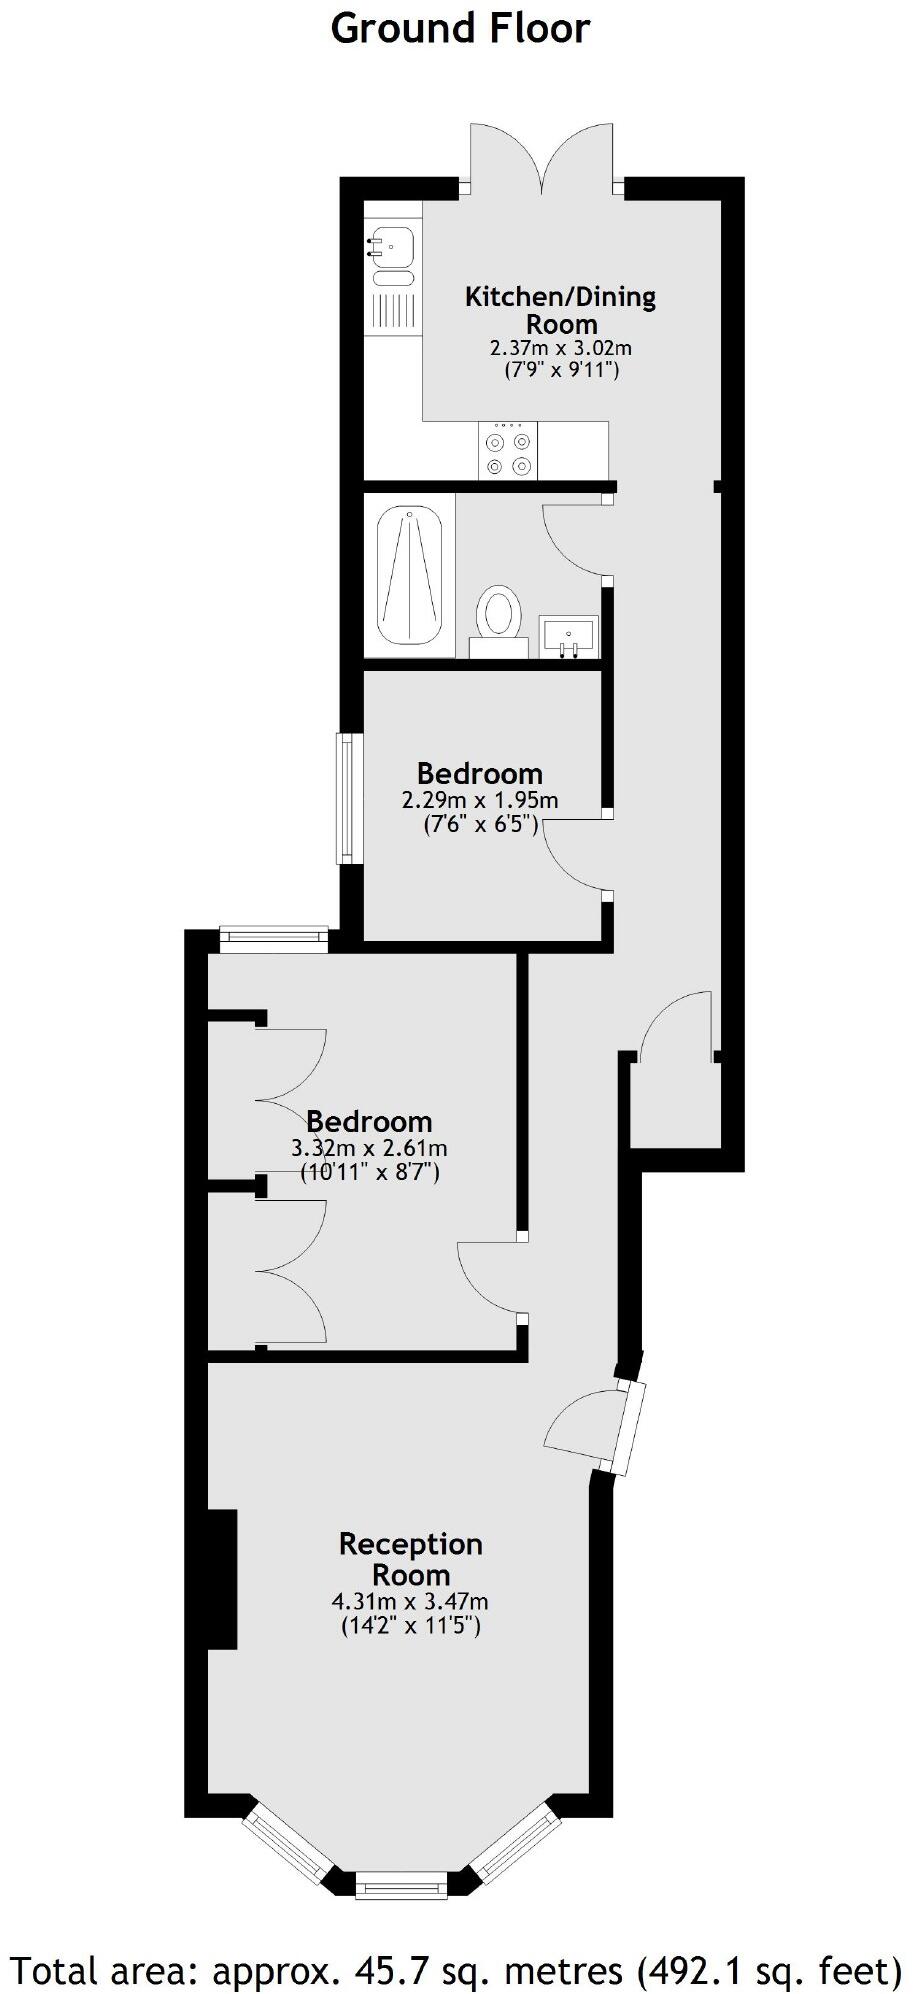 Ground Floor
Kitchen/Dining
Room
2.37m x 3.02m
(7'9" x 9'11")
Bedroom
2.29m x 1.95m
(7'6" x 6'5")
Bedroom
3.32m x 2.61m
(10'11" x 8'7")
Reception
Room
4.31m x 3.47m
(14'2" x 11'5")
Total area: approx. 45.7 sq. metres (492.1 sq. feet)